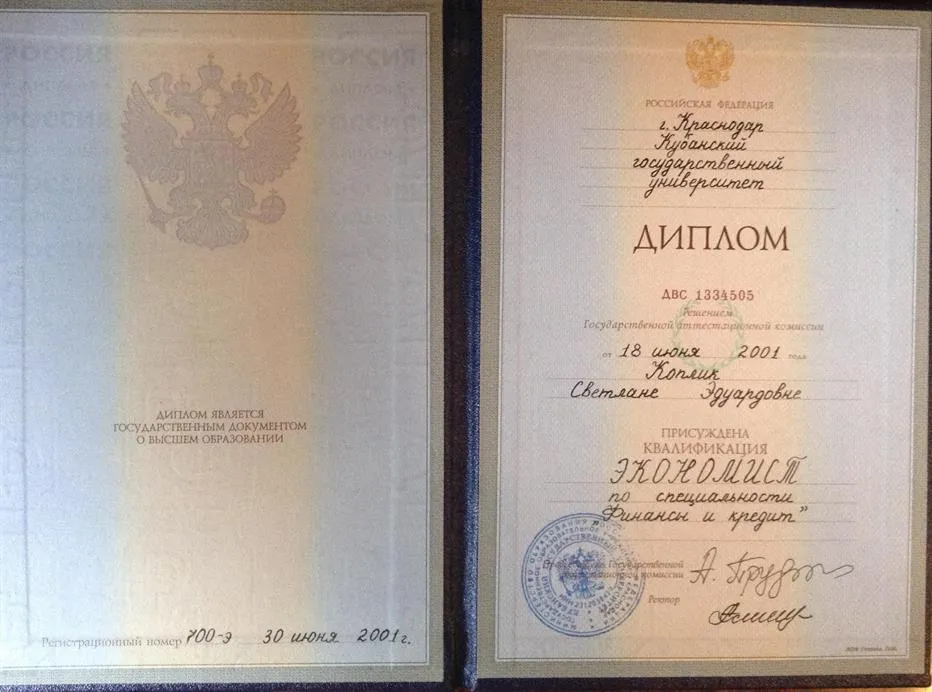 ДИПЛОМ ЯВЛЯЕТСЯ
ГОСУДАРСТВЕННЫМ ДОКУМЕНТОМ
О ВЫСШЕМ ОБРАЗОВАНИИ
Регистрационный номер 700-э 30 июня 2001 г.
РОССИЙСКАЯ ФЕДЕРАЦИЯ
г. Краснодар
Кубанский
государственный
университет
ДИПЛОМ
ДВС 1334505
Решением
Государственной аттестационной комиссии
от 18 июня 2001 года
Коплик
Светлане Эдуардовне
ПРИСУЖДЕНА
КВАЛИФИКАЦИЯ
ЭКОНОМИСТ
по специальности
"Финансы и кредит"
Государственной
аттестационной комиссии
Ректор